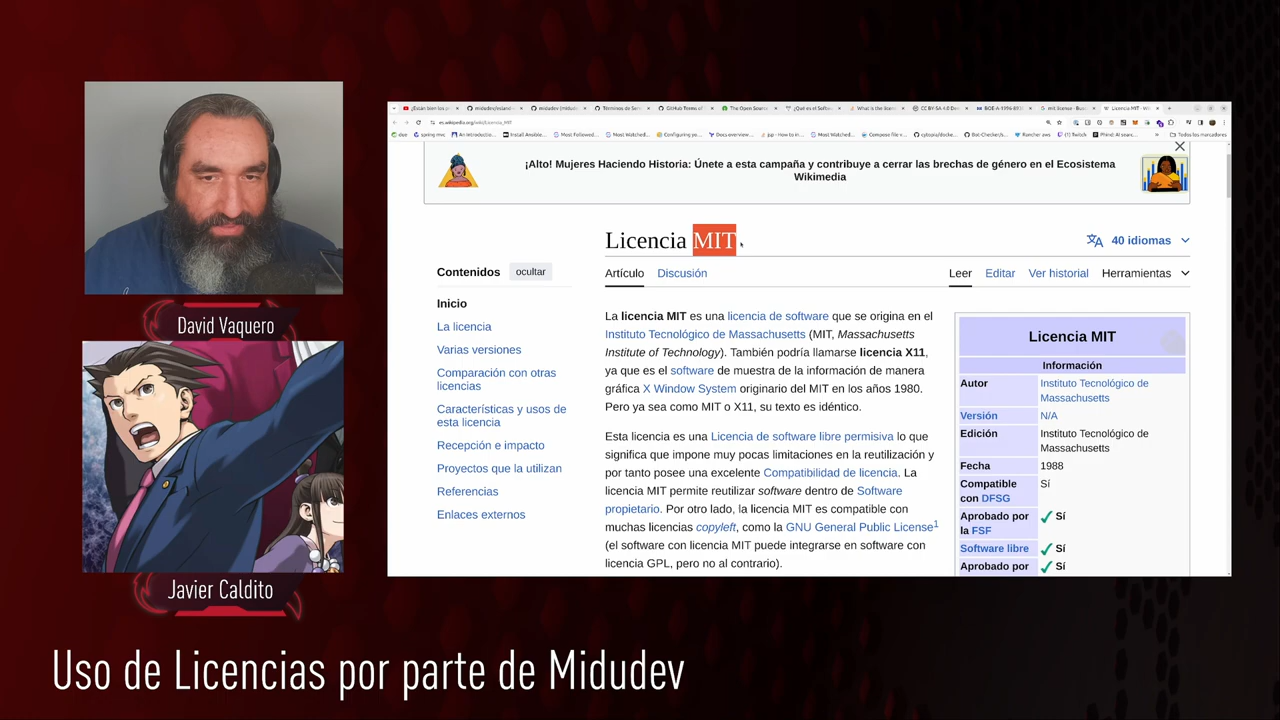 es.wikipedia.org/wiki/Licencia_MIT
¡Alto! Mujeres Haciendo Historia: Únete a esta campaña y contribuye a cerrar las brechas de género en el Ecosistema
Wikimedia
Licencia MIT
40 idiomas
Contenidos ocultar
Artículo Discusión
Leer Editar Ver historial Herramientas
Inicio
La licencia
Varias versiones
Comparación con otras
licencias
Características y usos de
esta licencia
Recepción e impacto
Proyectos que la utilizan
Referencias
Enlaces externos
La licencia MIT es una licencia de software que se origina en el
Instituto Tecnológico de Massachusetts (MIT, Massachusetts
Institute of Technology). También podría llamarse licencia X11,
ya que es el software de muestra de la información de manera
gráfica X Window System originario del MIT en los años 1980.
Pero ya sea como MIT o X11, su texto es idéntico.
Esta licencia es una Licencia de software libre permisiva lo que
significa que impone muy pocas limitaciones en la reutilización y
por tanto posee una excelente Compatibilidad de licencia. La
licencia MIT permite reutilizar software dentro de Software
propietario. Por otro lado, la licencia MIT es compatible con
muchas licencias copyleft, como la GNU General Public License1
(el software con licencia MIT puede integrarse en software con
licencia GPL, pero no al contrario).
Licencia MIT
Información
Autor Instituto Tecnológico de
Massachusetts
Versión N/A
Edición Instituto Tecnológico de
Massachusetts
Fecha 1988
Compatible Sí
con DFSG
Aprobado por Sí
la FSF
Software libre Sí
Aprobado por Sí
David Vaquero
Javier Caldito
Uso de Licencias por parte de Midudev